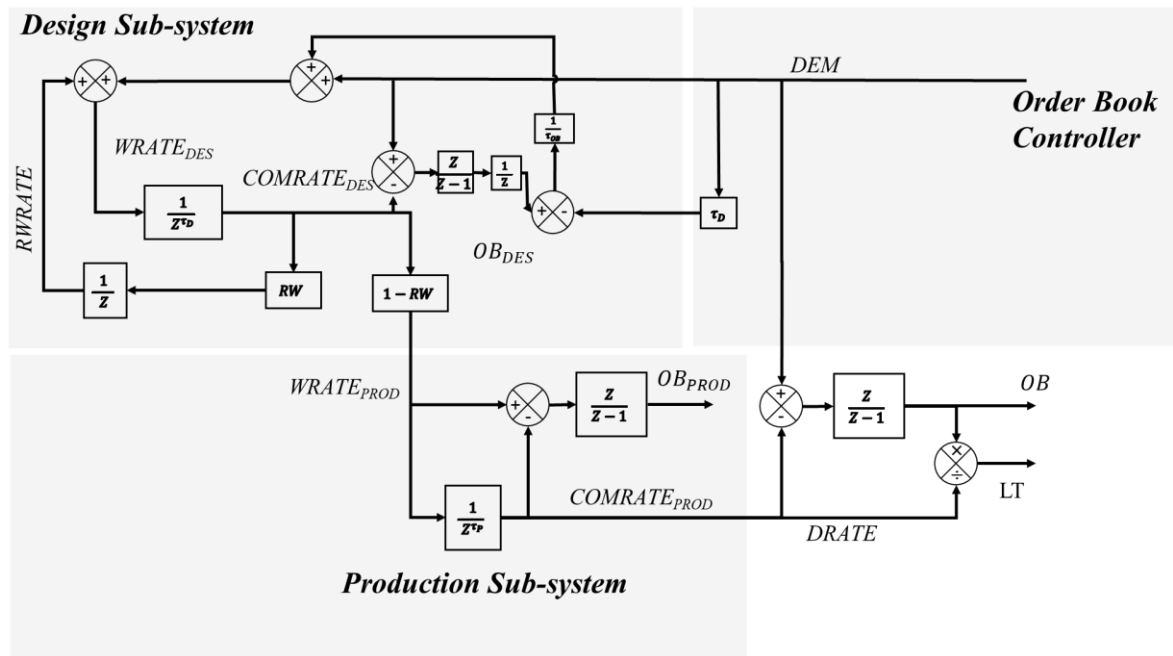 Design Sub-system
+ +
+
+
DEM
Order Book
Controller
1
τ_OB
WRATE_DES
+
-
COMRATE_DES
Z
Z − 1
1
Z
+ -
τ_D
RWRATE
1
Z^τ_D
OB_DES
1
Z
RW
1 − RW
WRATE_PROD
+
-
Z
Z − 1
OB_PROD
+
-
Z
Z − 1
OB
×
÷
LT
1
Z^τ_P
COMRATE_PROD
DRATE
Production Sub-system